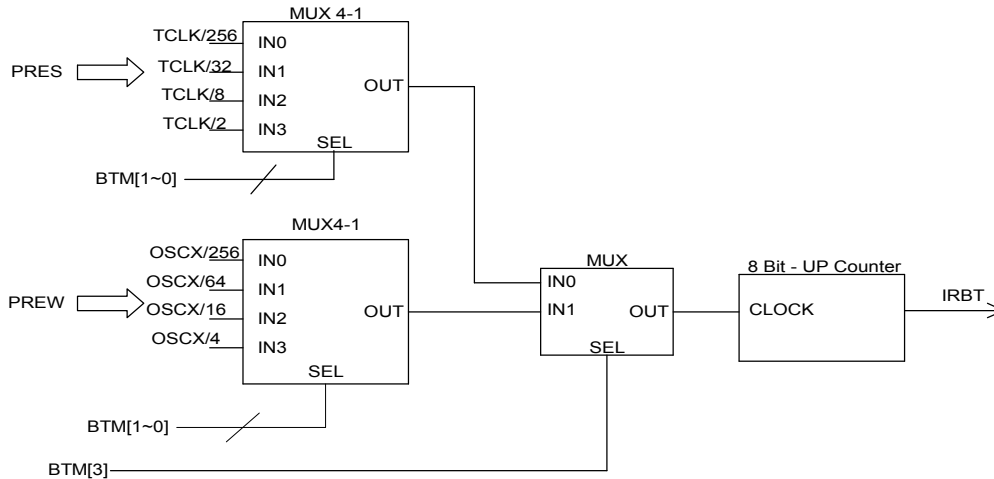 MUX 4-1
TCLK/256
IN0
PRES
TCLK/32
IN1
OUT
TCLK/8
IN2
TCLK/2
IN3
SEL
BTM[1~0]
MUX4-1
OSCX/256
IN0
PREW
OSCX/64
IN1
OUT
OSCX/16
IN2
OSCX/4
IN3
SEL
BTM[1~0]
BTM[3]
MUX
IN0
IN1
OUT
SEL
8 Bit - UP Counter
CLOCK
IRBT